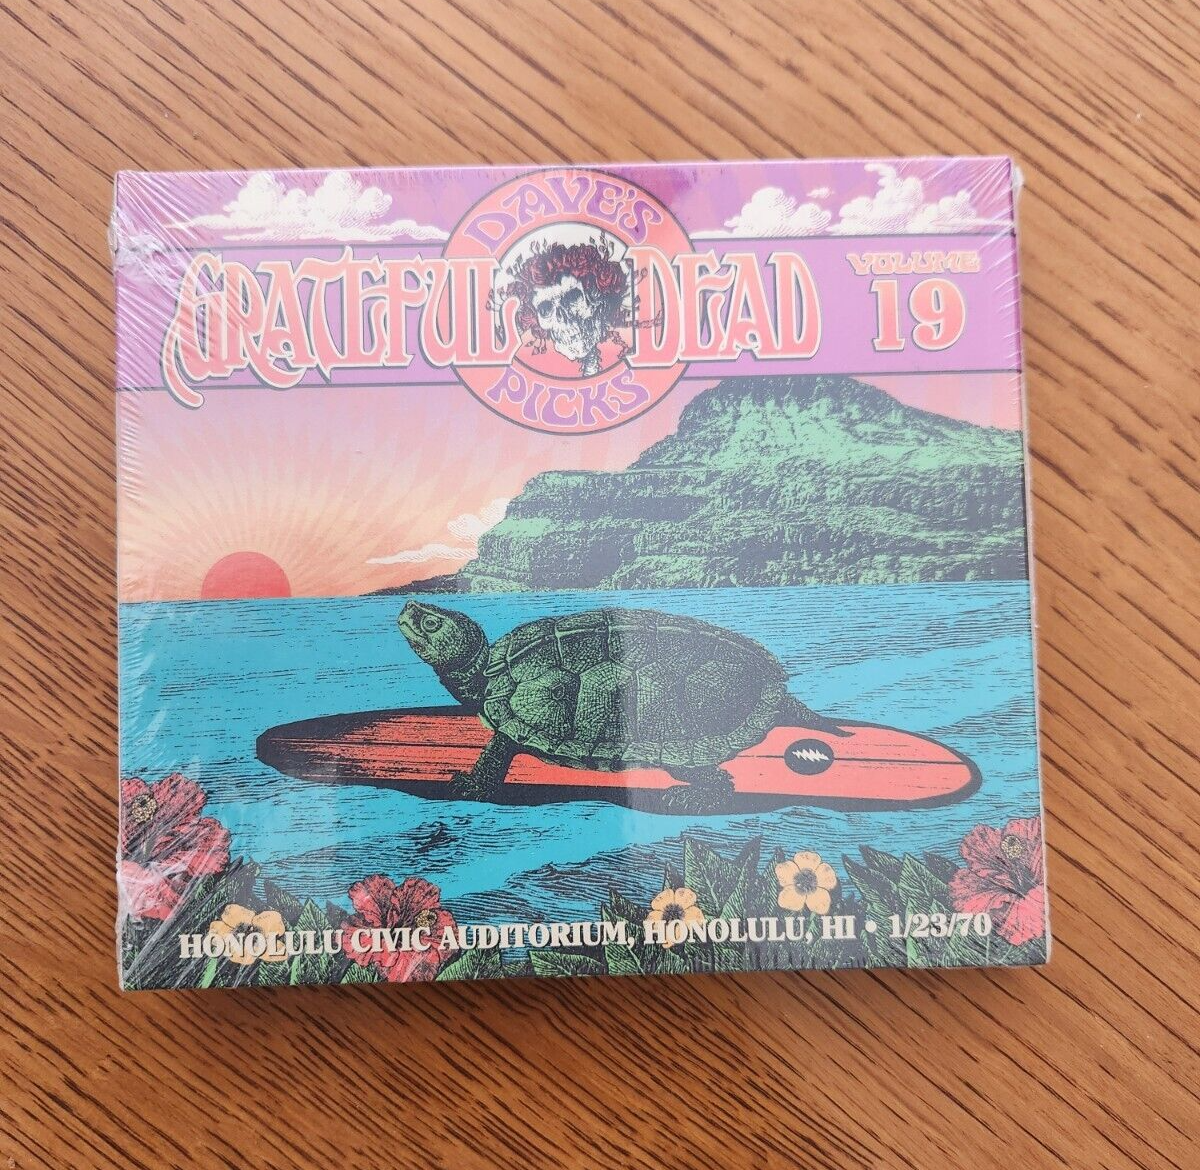 DAVE'S
GRATEFUL DEAD
VOLUME
19
PICKS
HONOLULU CIVIC AUDITORIUM, HONOLULU, HI • 1/23/70